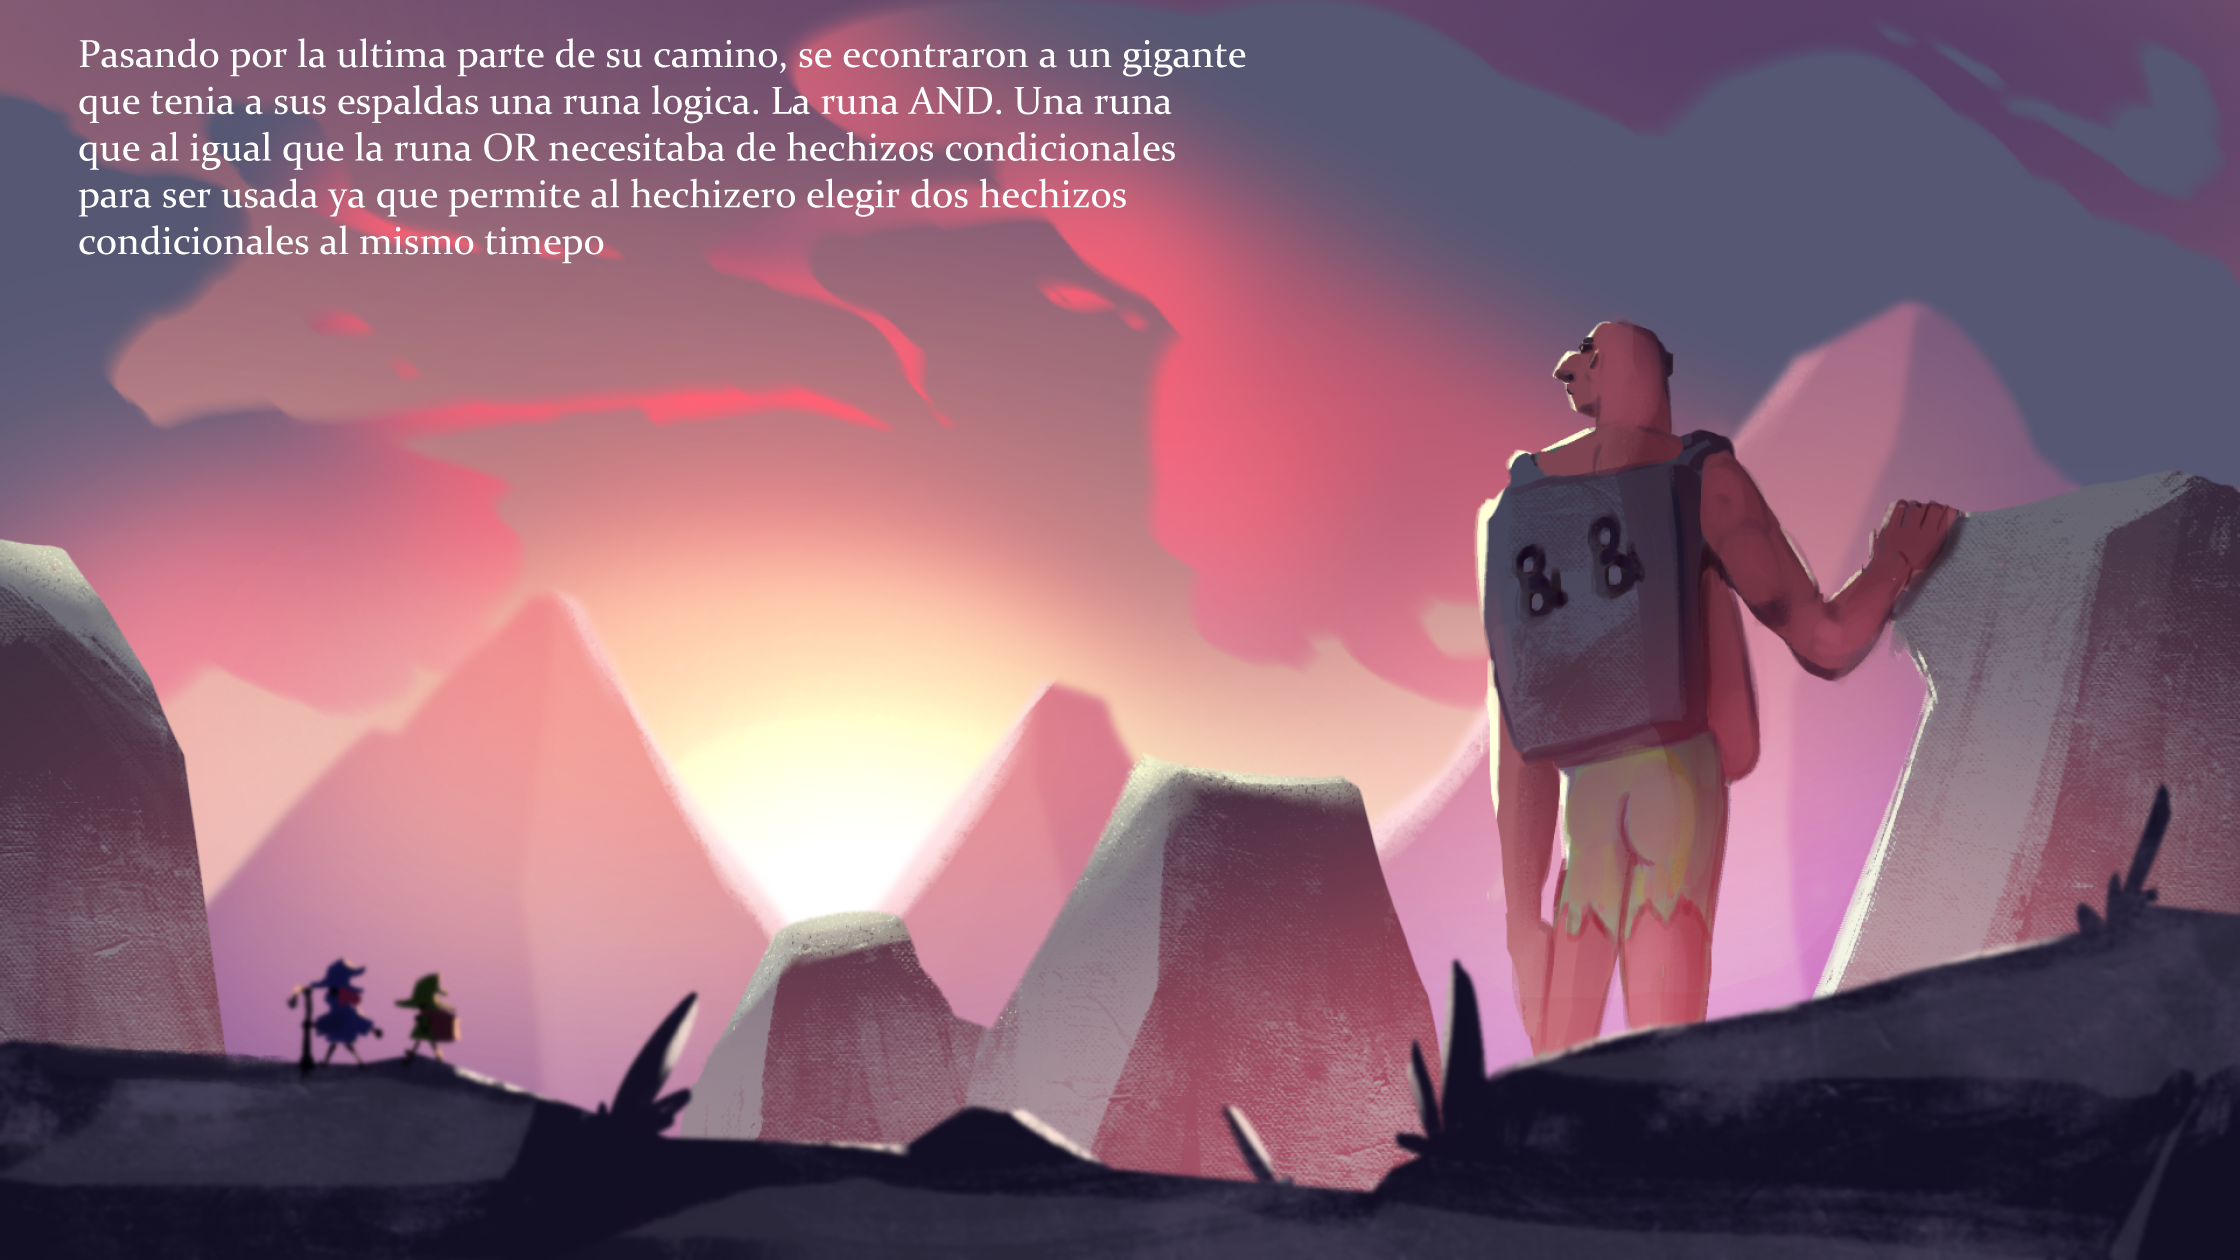 Pasando por la ultima parte de su camino, se econtraron a un gigante
que tenia a sus espaldas una runa logica. La runa AND. Una runa
que al igual que la runa OR necesitaba de hechizos condicionales
para ser usada ya que permite al hechizero elegir dos hechizos
condicionales al mismo timepo
& &